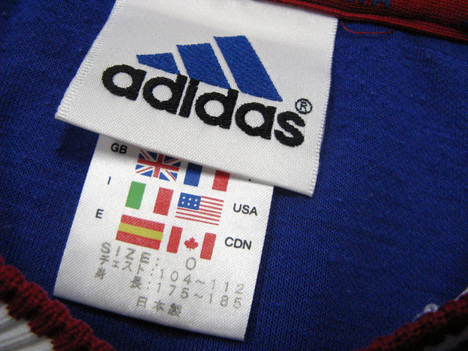 adidas®
GB
I USA
E CDN
SIZE: O
チェスト: 104~112
身　長: 175~185
日本製